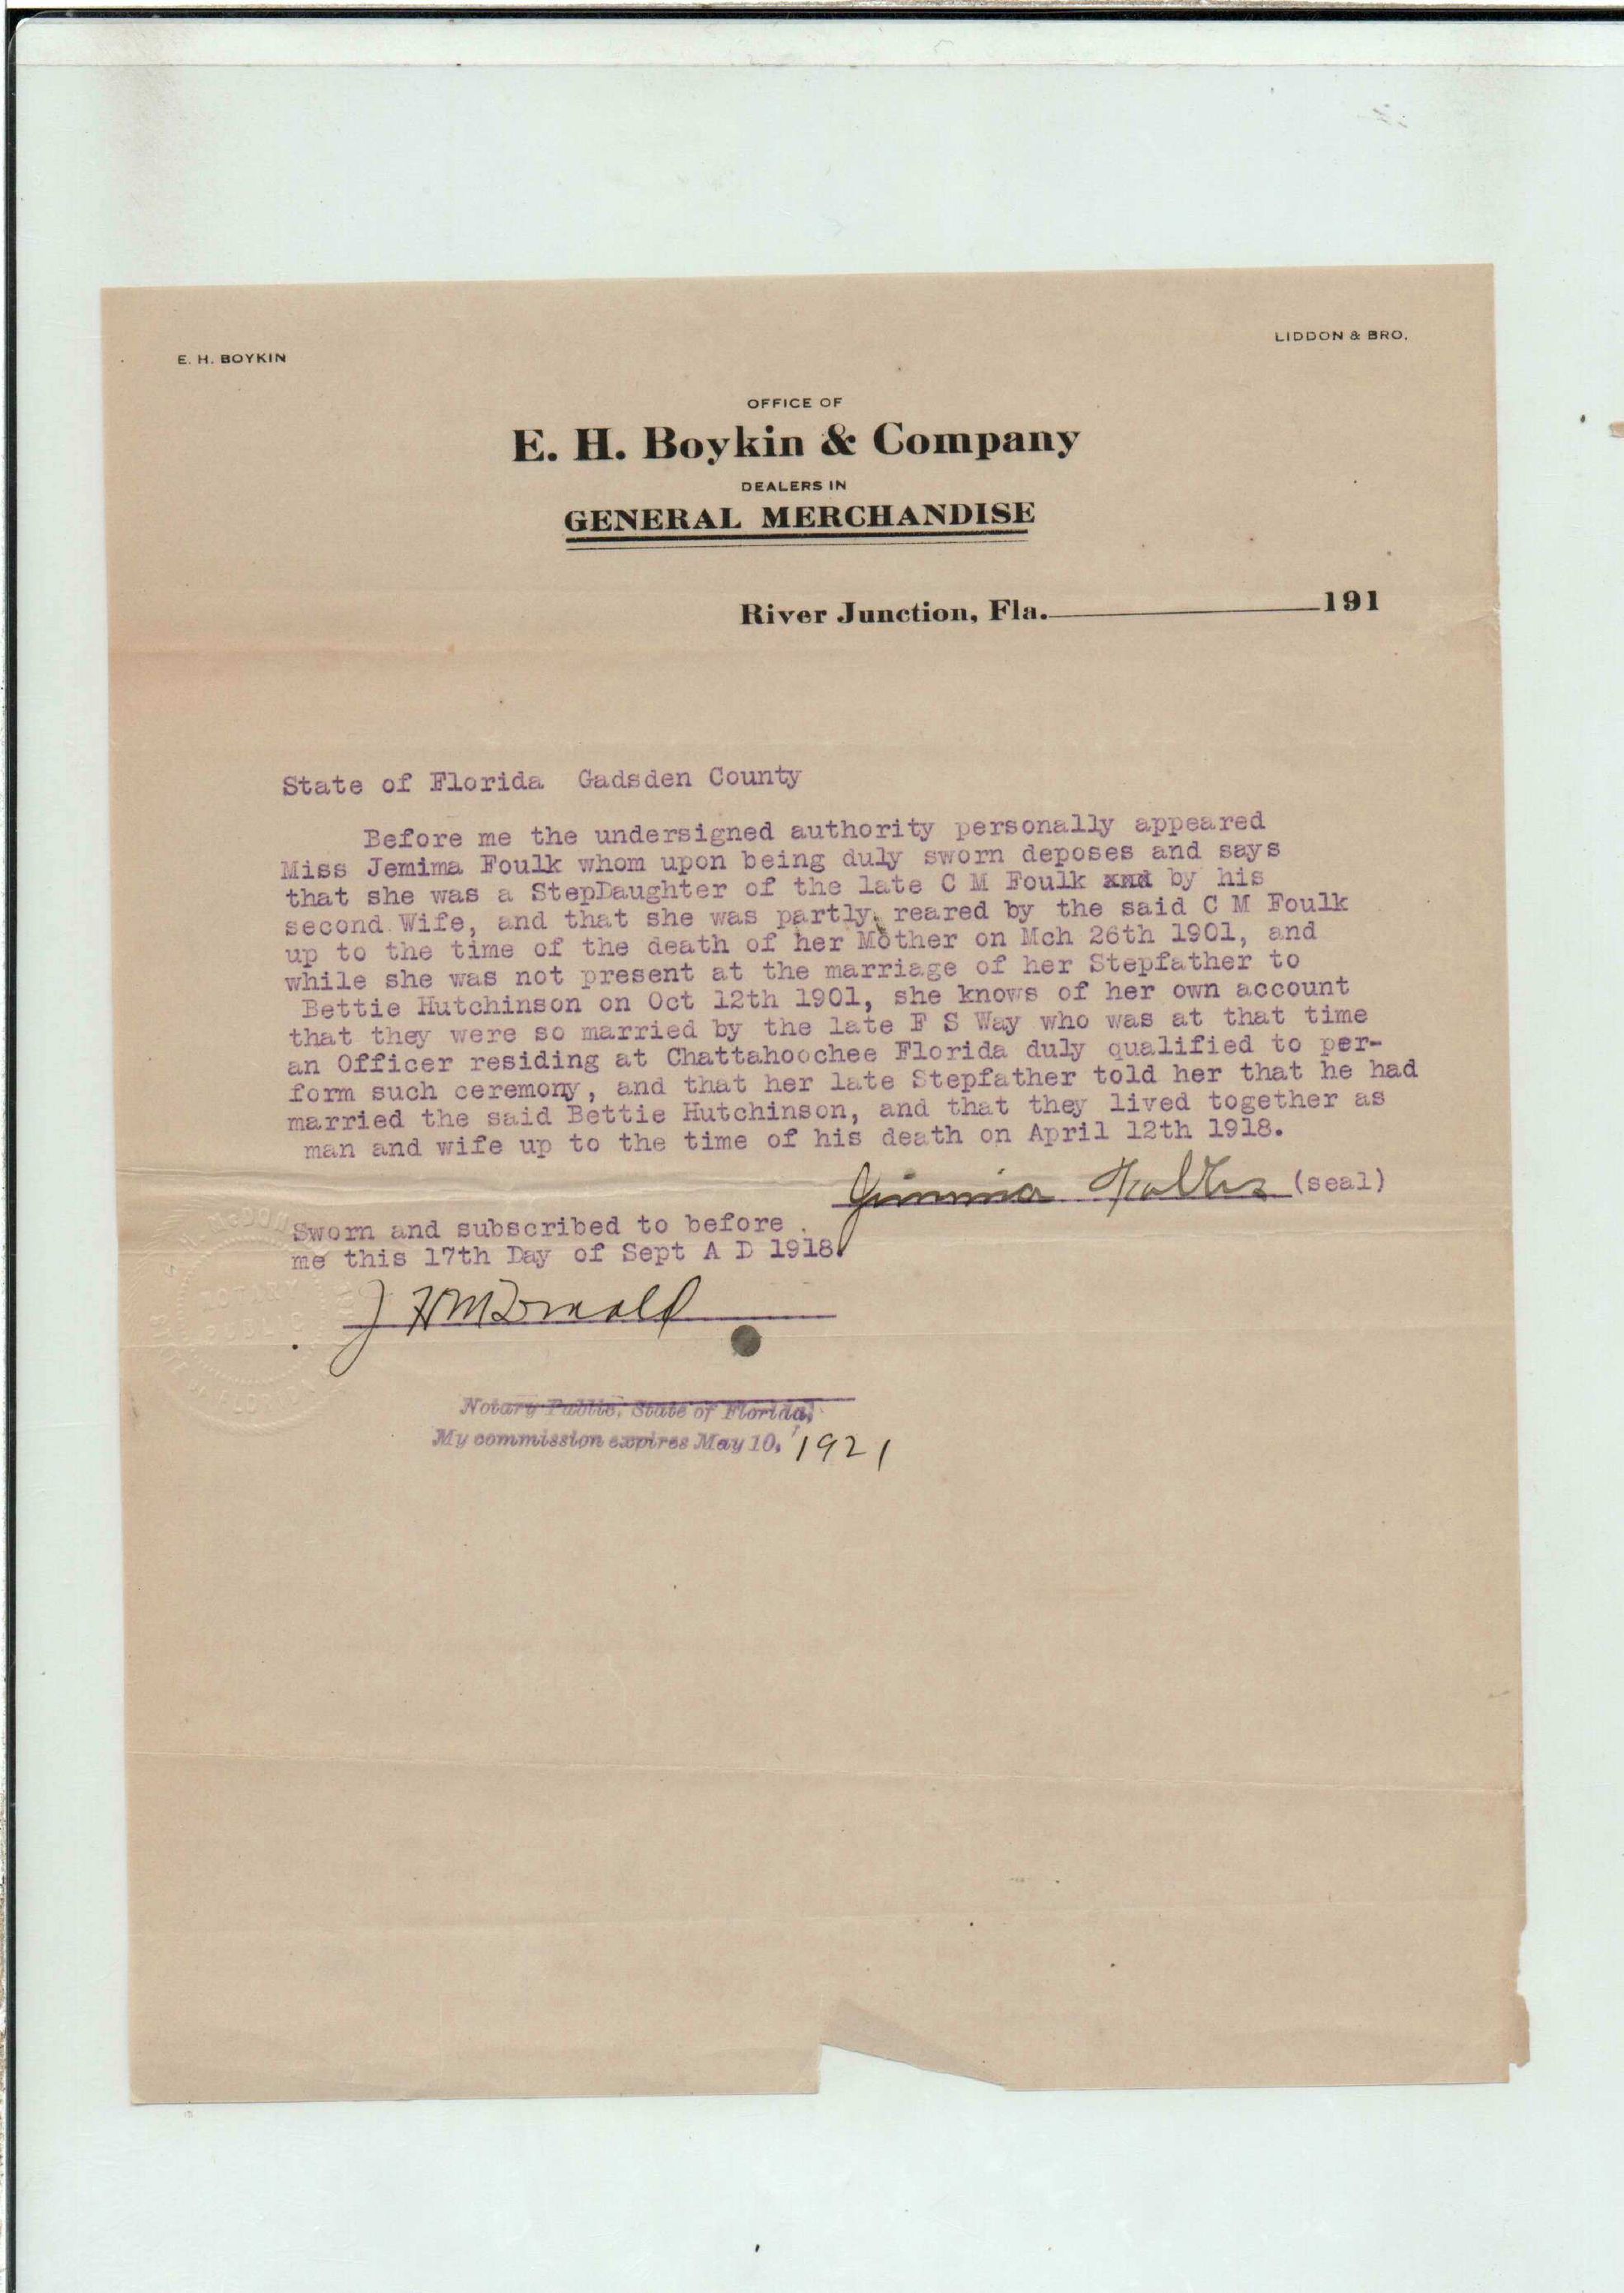 E. H. BOYKIN
LIDDON & BRO.
OFFICE OF
E. H. Boykin & Company
DEALERS IN
GENERAL MERCHANDISE
River Junction, Fla. 191
State of Florida Gadsden County
Before me the undersigned authority personally appeared
Miss Jemima Foulk whom upon being duly sworn deposes and says
that she was a StepDaughter of the late C M Foulk and by his
second Wife, and that she was partly reared by the said C M Foulk
up to the time of the death of her Mother on Mch 26th 1901, and
while she was not present at the marriage of her Stepfather to
Bettie Hutchinson on Oct 12th 1901, she knows of her own account
that they were so married by the late F S Way who was at that time
an Officer residing at Chattahoochee Florida duly qualified to per-
form such ceremony, and that her late Stepfather told her that he had
married the said Bettie Hutchinson, and that they lived together as
man and wife up to the time of his death on April 12th 1918.
(seal)
Sworn and subscribed to before
me this 17th Day of Sept A D 1918.
J H McDonald
NOTARY
PUBLIC
STATE OF FLORIDA
Notary Public, State of Florida,
My commission expires May 10, 1921